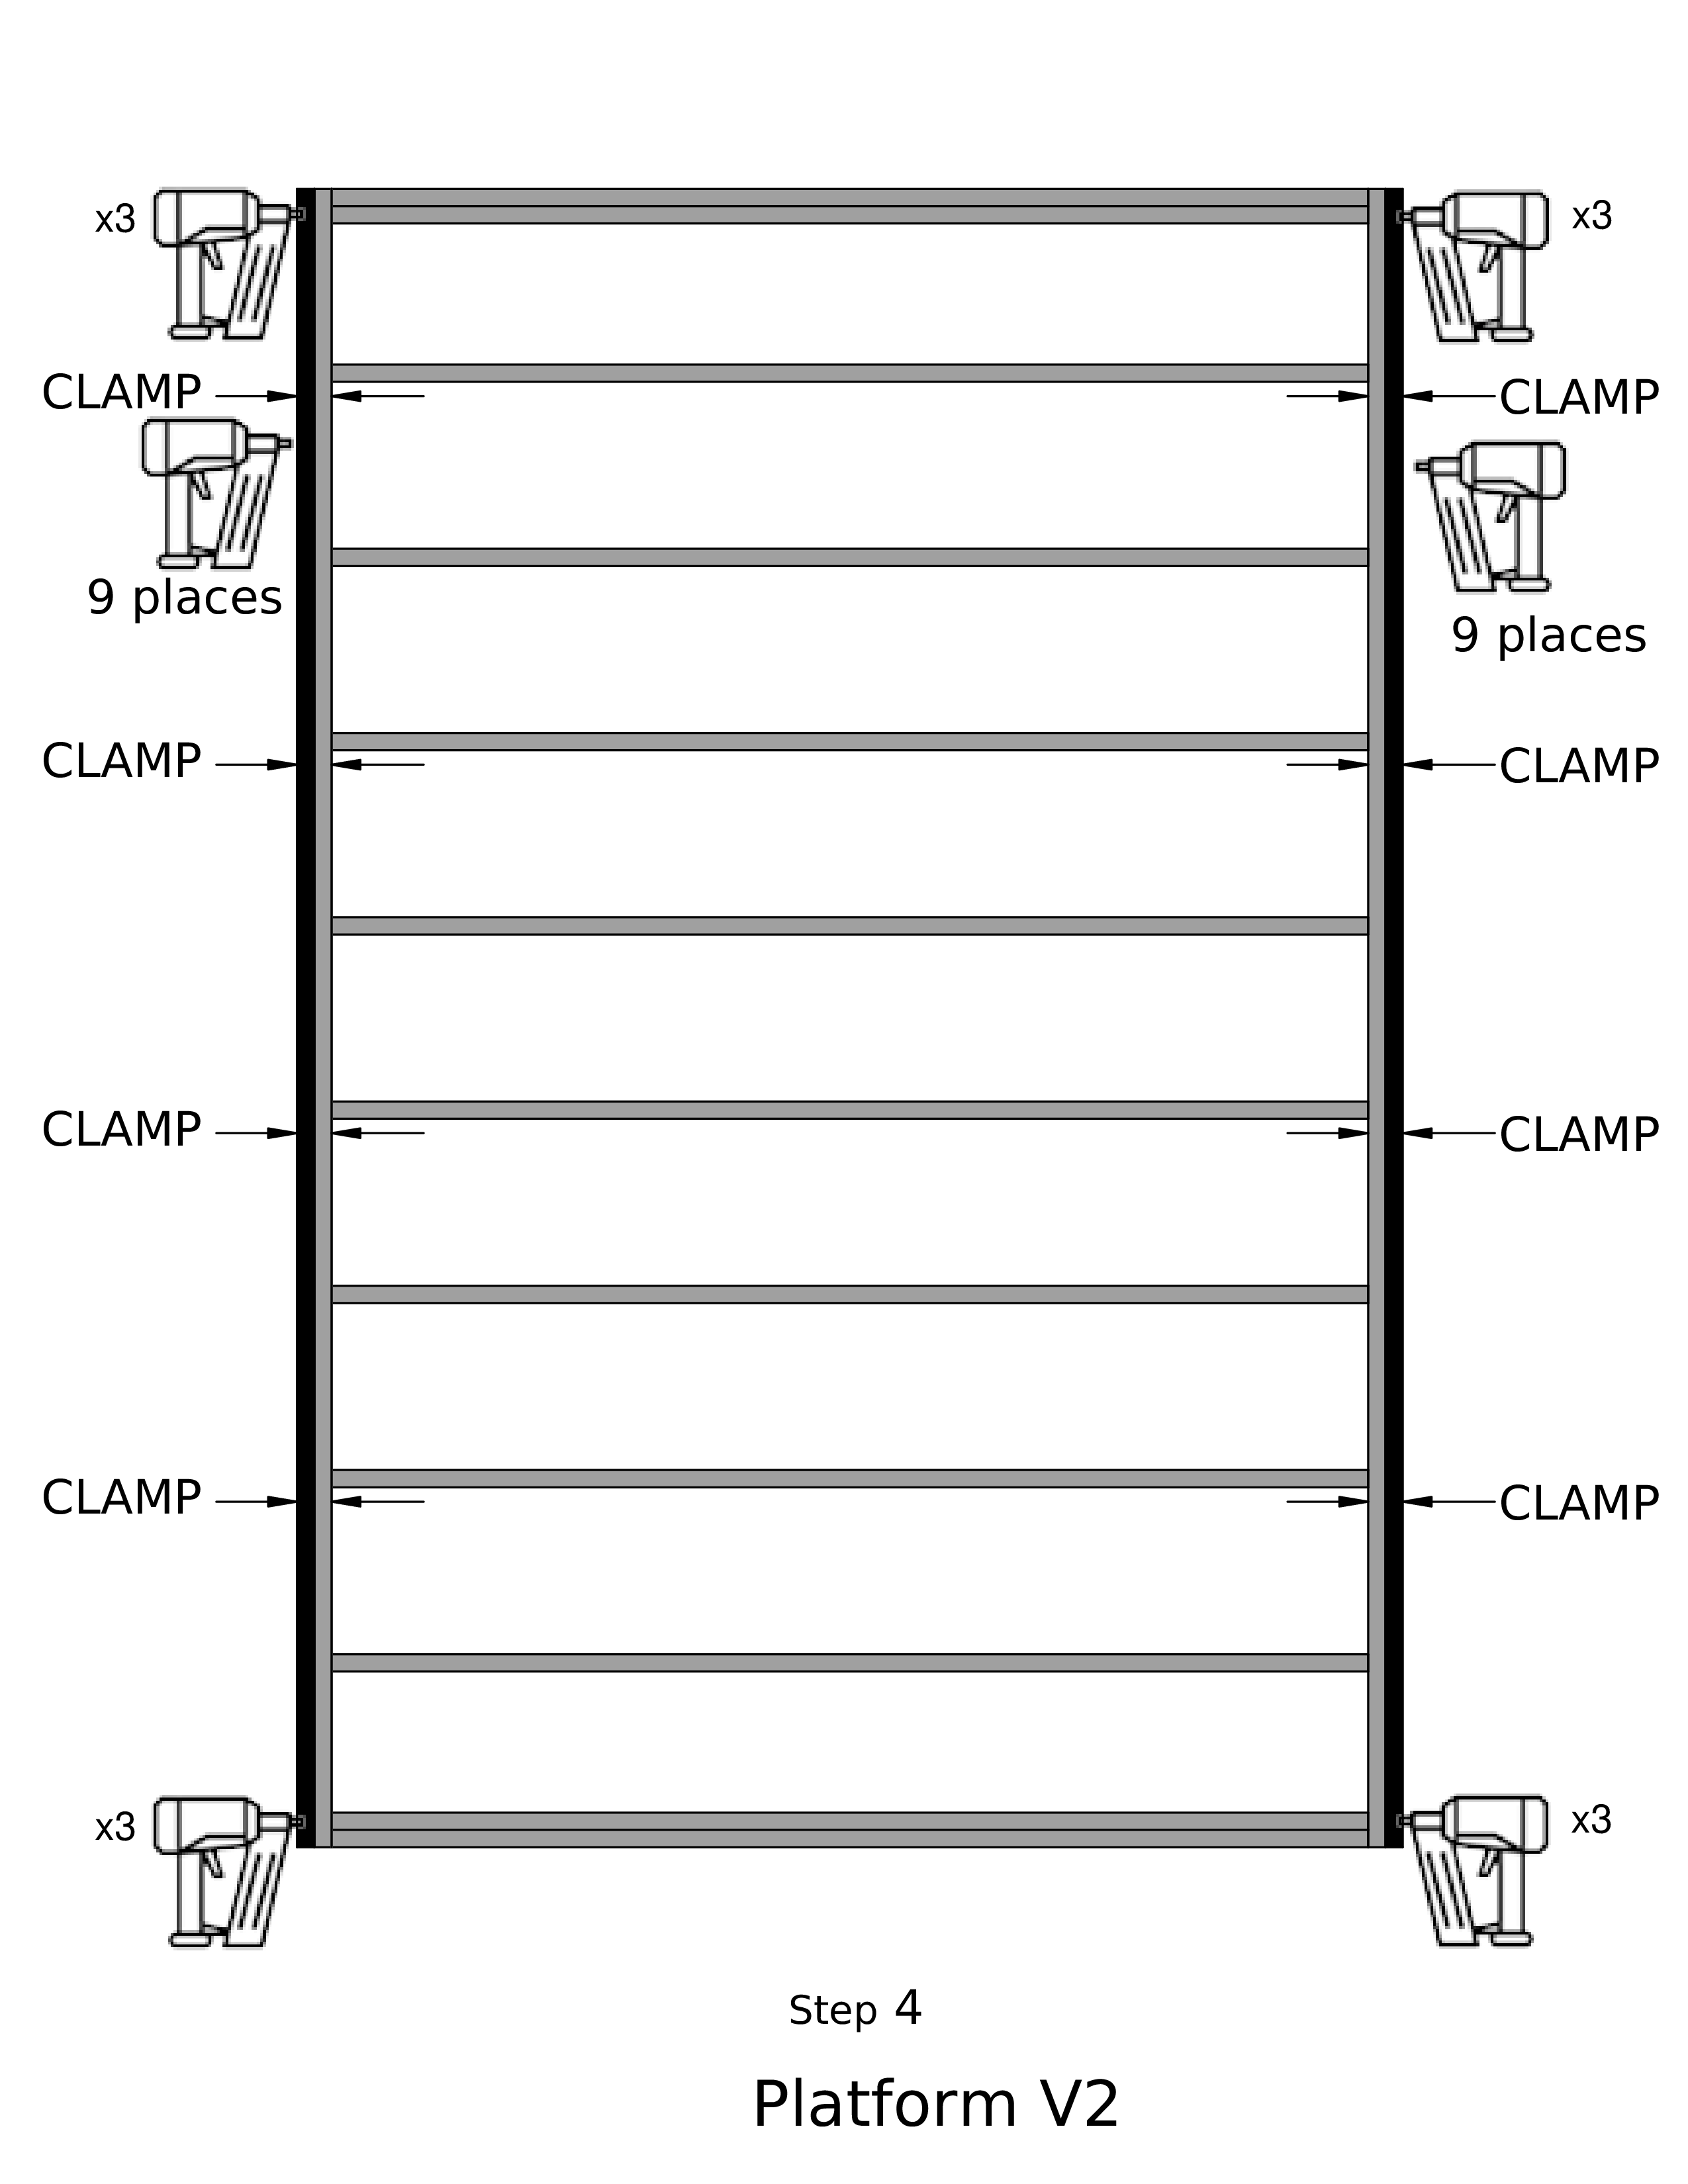 x3
x3
CLAMP
CLAMP
9 places
9 places
CLAMP
CLAMP
CLAMP
CLAMP
CLAMP
CLAMP
x3
x3
Step 4
Platform V2